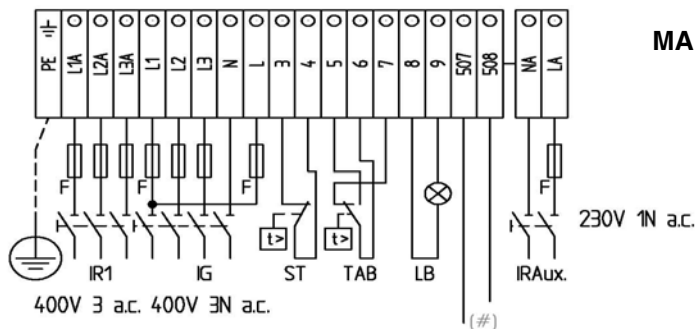 MA
PE L1A L2A L3A L1 L2 L3 N L 3 4 5 6 7 8 9 507 508 NA LA
F F F F
t> t>
230V 1N a.c.
IR1 IG ST TAB LB IRAux.
400V 3 a.c. 400V 3N a.c.
(#)